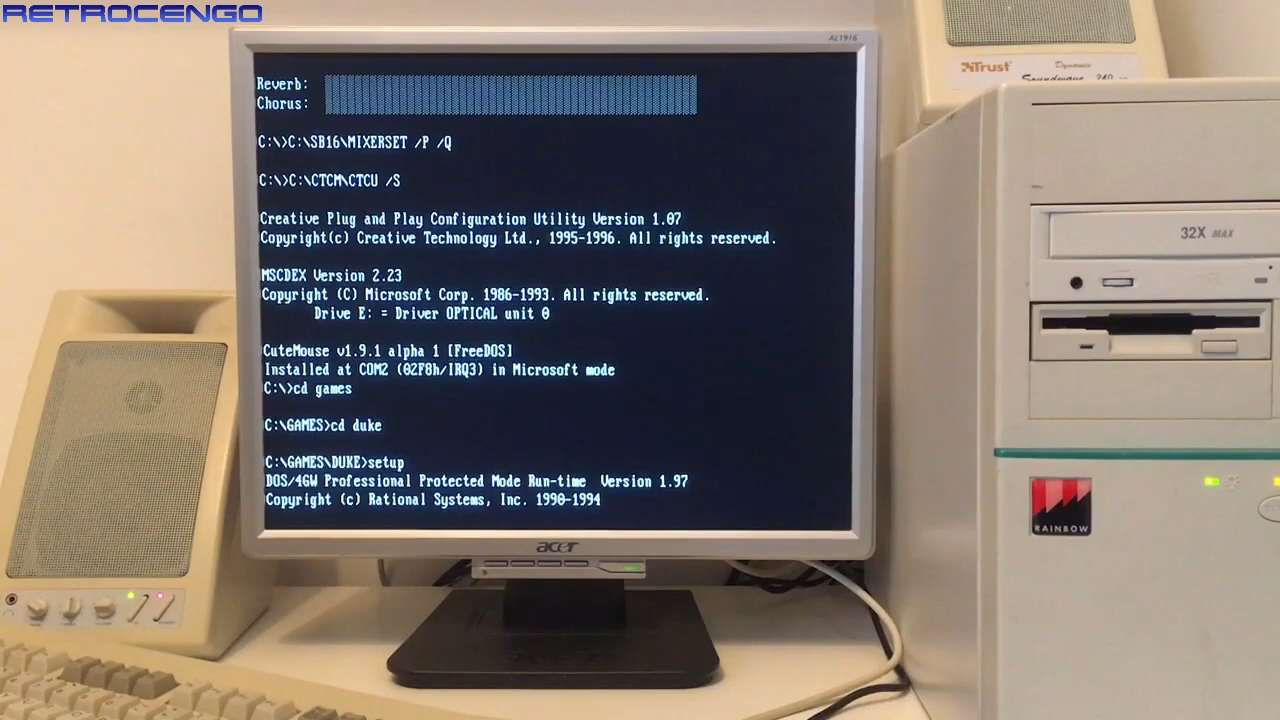 RETROCENGO
AL1916
Reverb:
Chorus:
C:\>C:\SB16\MIXERSET /P /Q
C:\>C:\CTCM\CTCU /S
Creative Plug and Play Configuration Utility Version 1.07
Copyright(c) Creative Technology Ltd., 1995-1996. All rights reserved.
MSCDEX Version 2.23
Copyright (C) Microsoft Corp. 1986-1993. All rights reserved.
Drive E: = Driver OPTICAL unit 0
CuteMouse v1.9.1 alpha 1 [FreeDOS]
Installed at COM2 (02F8h/IRQ3) in Microsoft mode
C:\>cd games
C:\GAMES>cd duke
C:\GAMES\DUKE>setup
DOS/4GW Professional Protected Mode Run-time  Version 1.97
Copyright (c) Rational Systems, Inc. 1990-1994
acer
Trust
Dynamic
Soundwave 240
32X MAX
RAINBOW